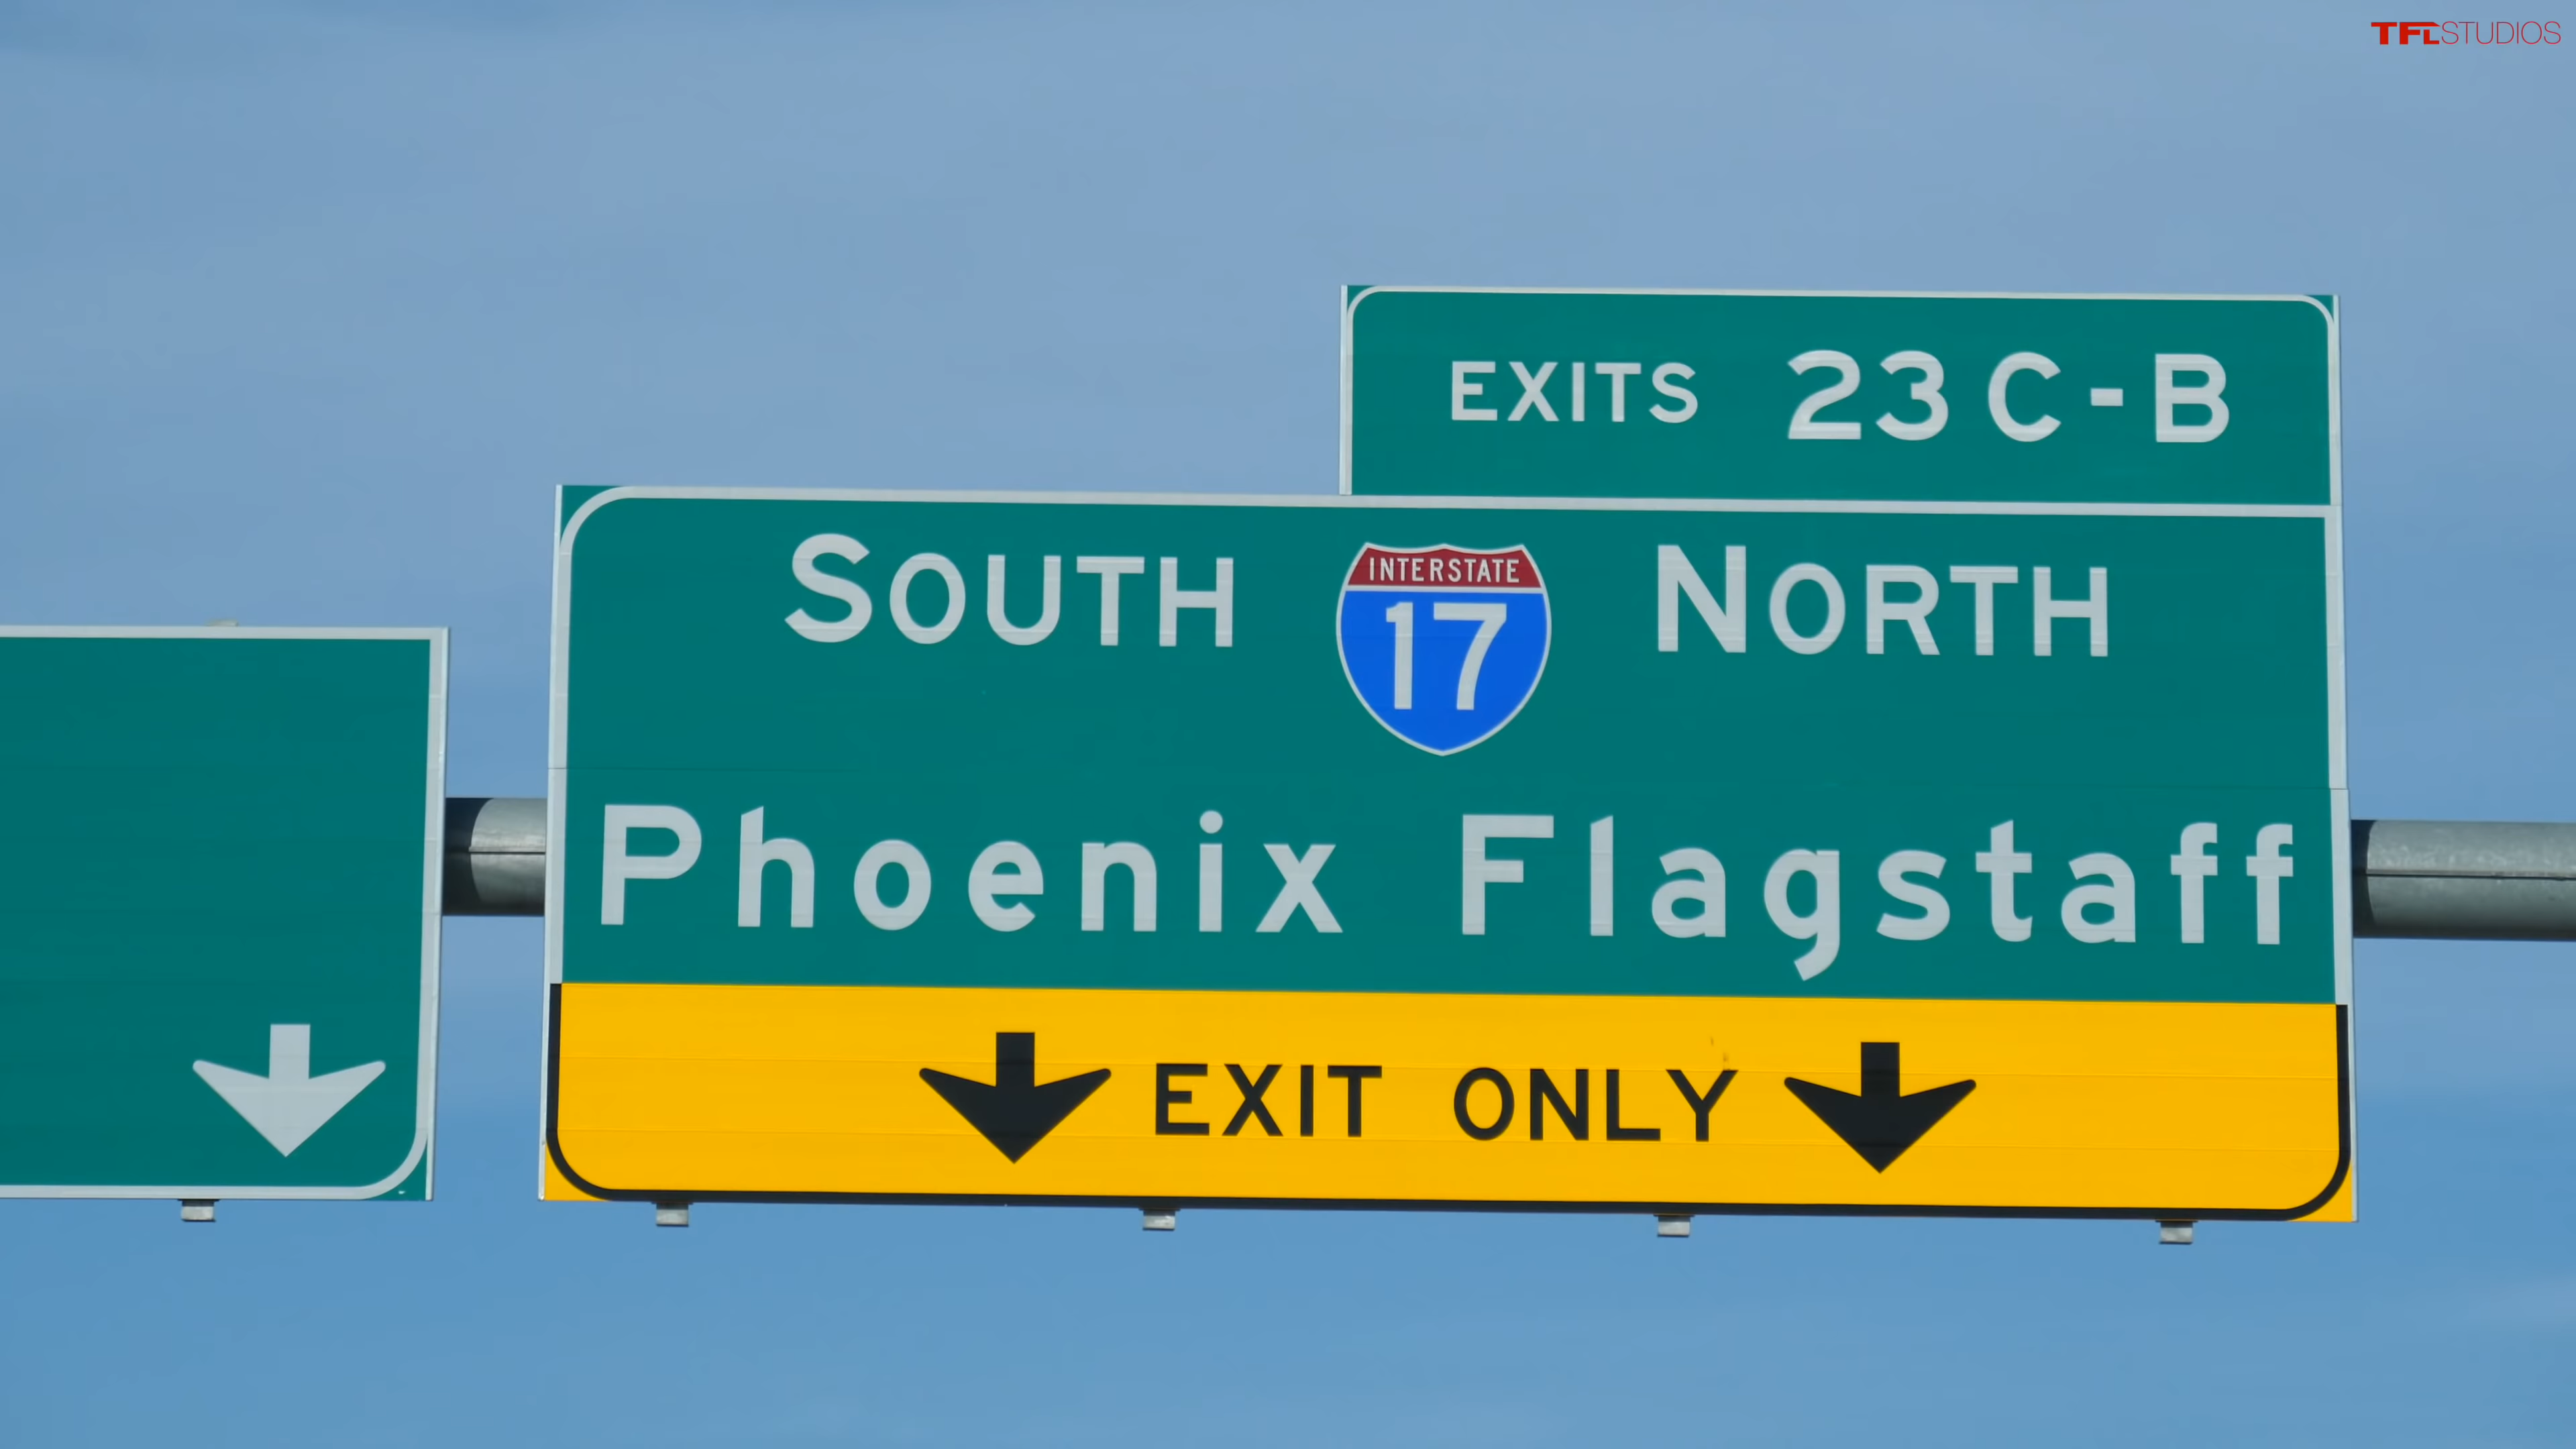 TFLSTUDIOS
EXITS 23 C-B
SOUTH INTERSTATE 17 NORTH
Phoenix Flagstaff
EXIT ONLY